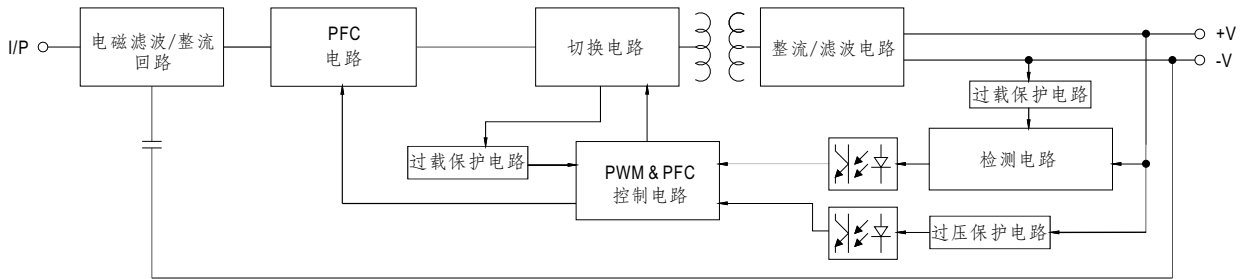 I/P
电磁滤波/整流
回路
PFC
电路
切换电路
整流/滤波电路
+V
-V
过载保护电路
过载保护电路
PWM & PFC
控制电路
检测电路
过压保护电路